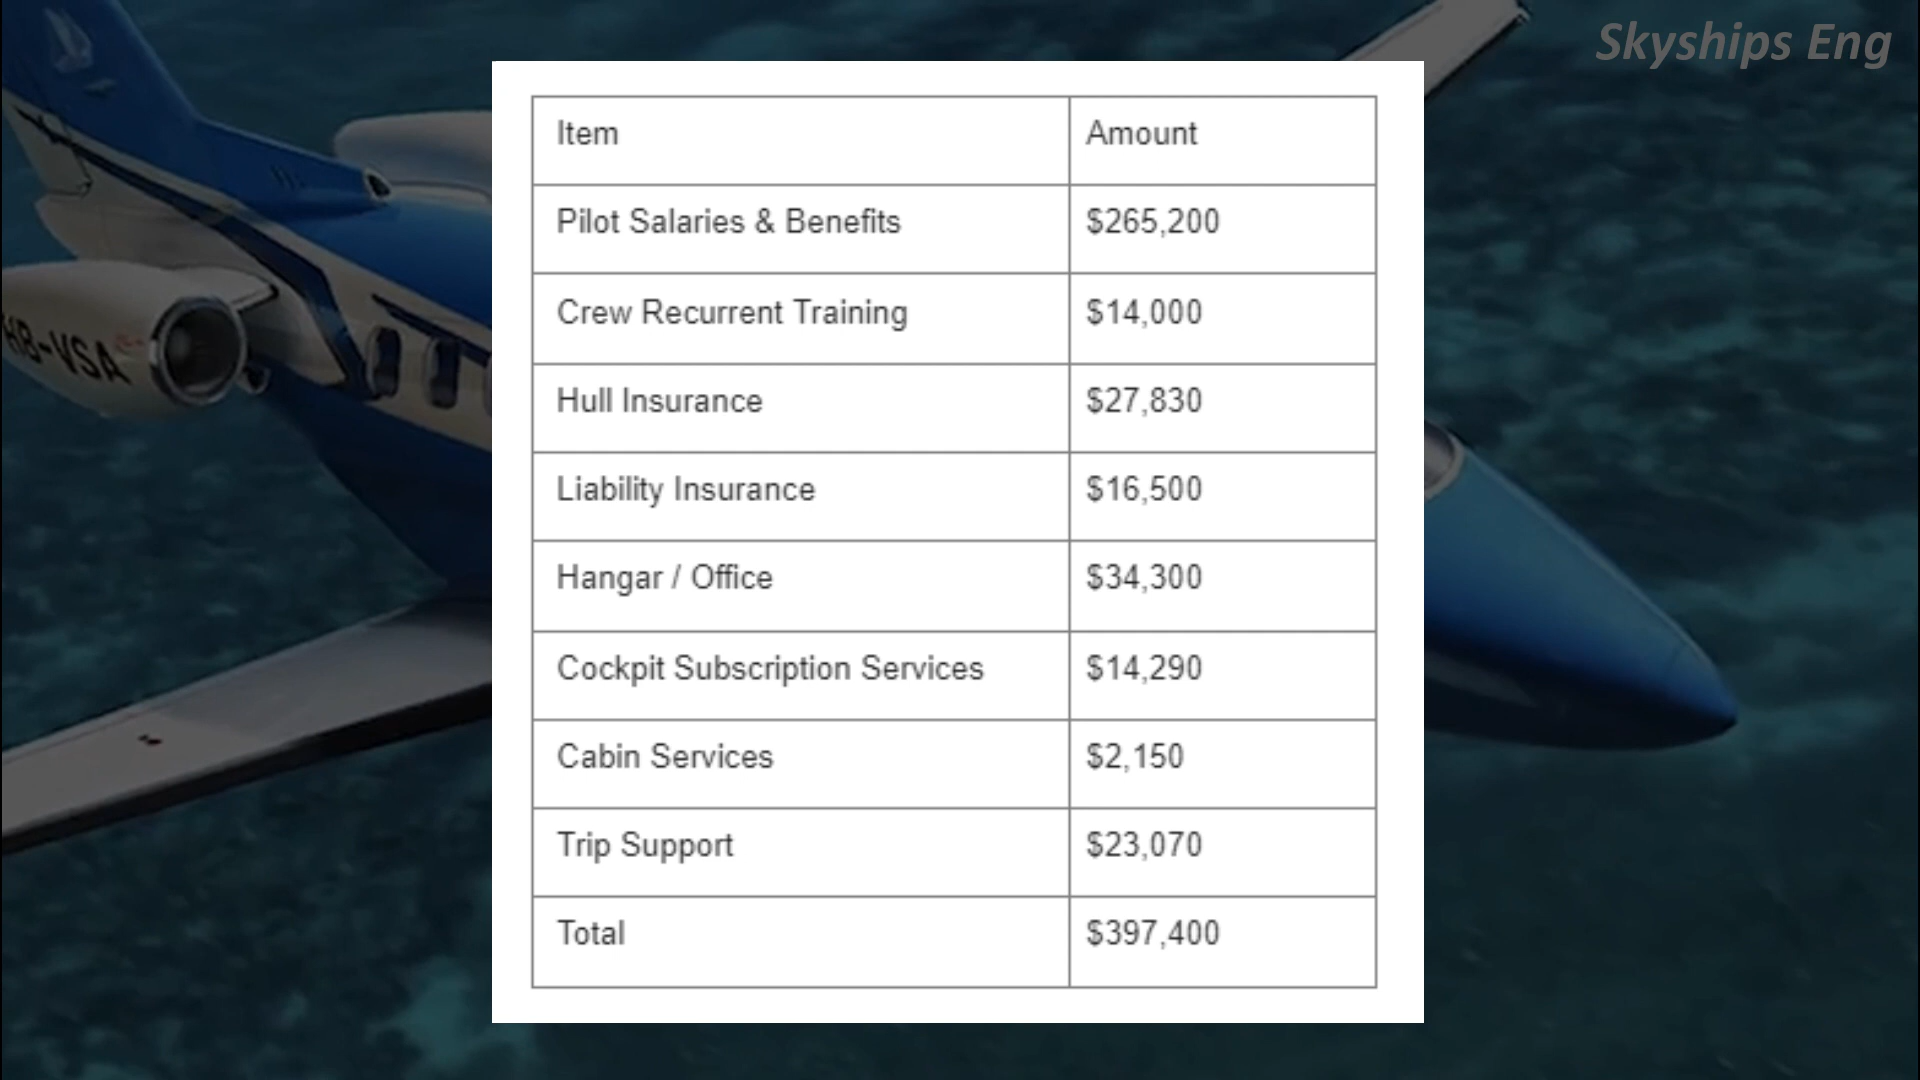 Skyships Eng
Item Amount
Pilot Salaries & Benefits $265,200
Crew Recurrent Training $14,000
Hull Insurance $27,830
Liability Insurance $16,500
Hangar / Office $34,300
Cockpit Subscription Services $14,290
Cabin Services $2,150
Trip Support $23,070
Total $397,400
HB-VSA